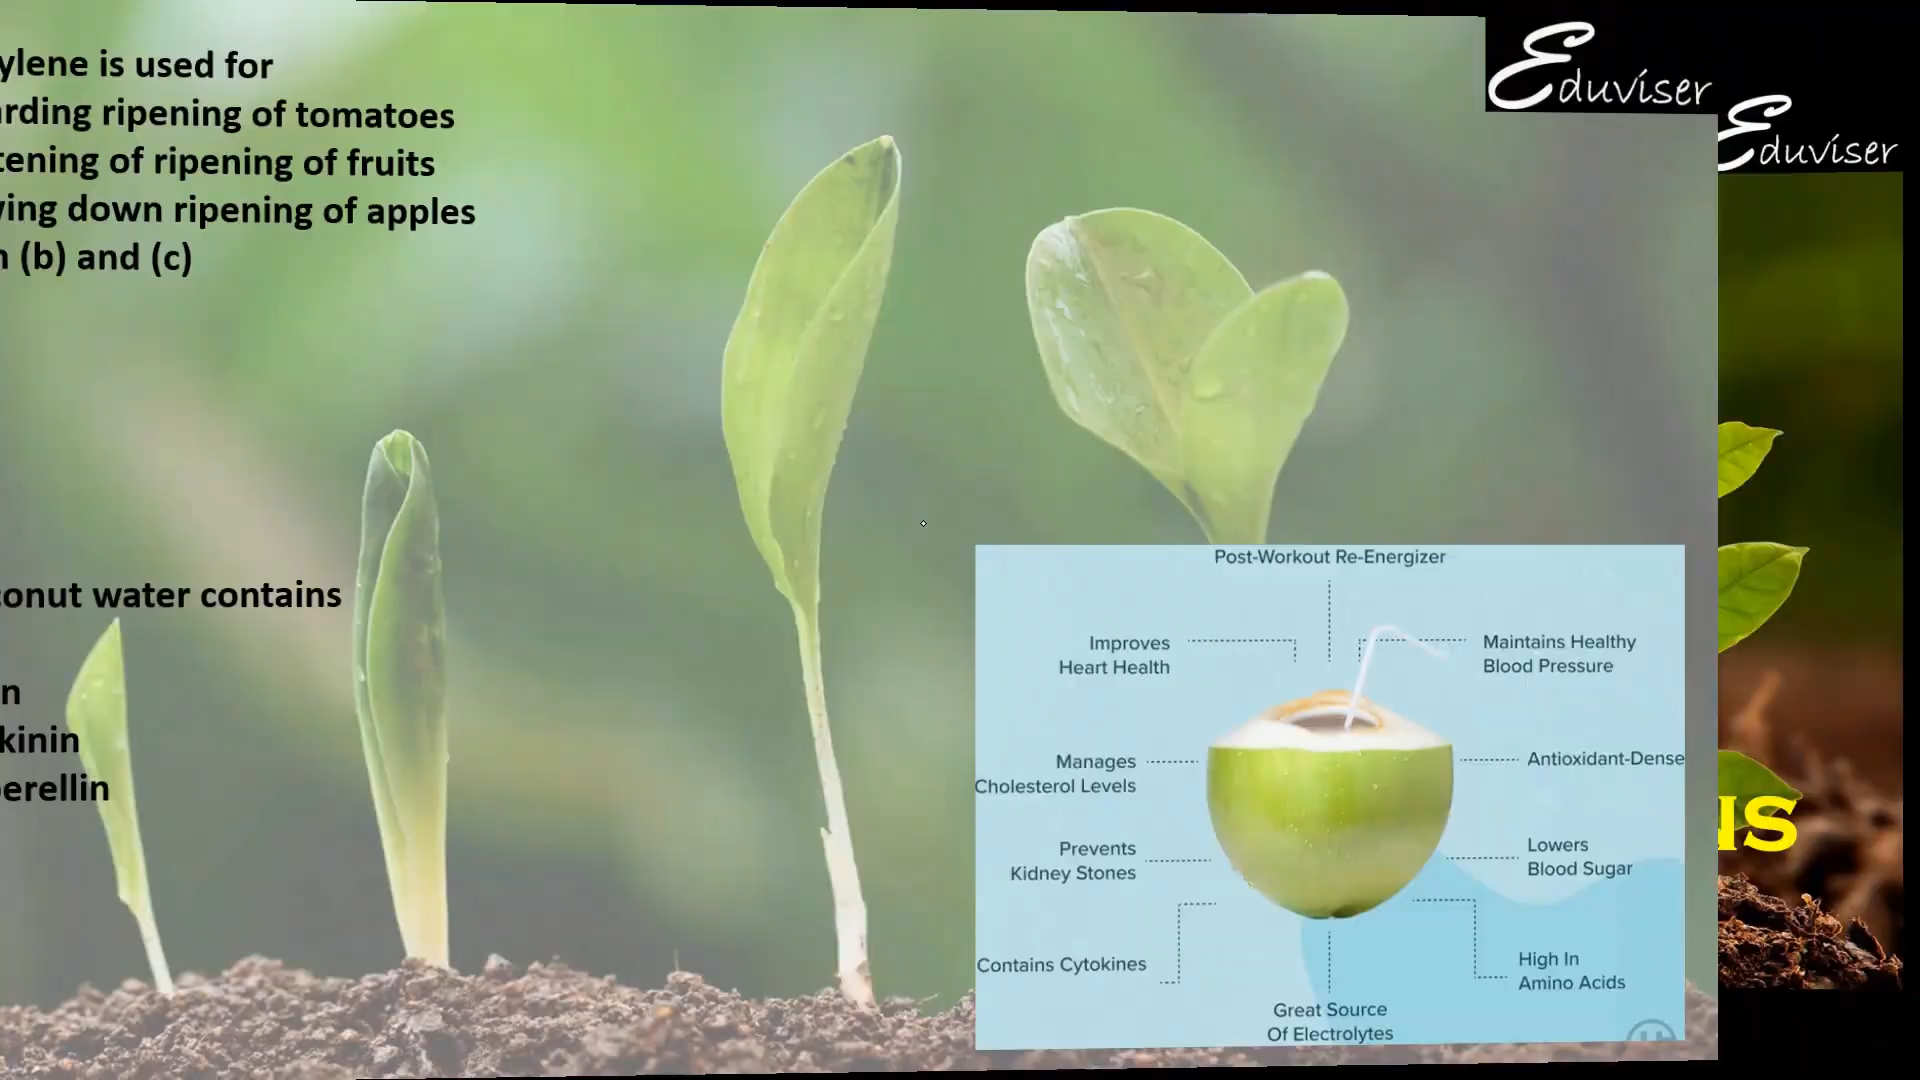 ylene is used for
rding ripening of tomatoes
tening of ripening of fruits
ving down ripening of apples
(b) and (c)
conut water contains
n
kinin
erellin
Eduviser
Eduviser
Post-Workout Re-Energizer
Improves
Heart Health
Maintains Healthy
Blood Pressure
Manages
Cholesterol Levels
Antioxidant-Dense
Prevents
Kidney Stones
Lowers
Blood Sugar
Contains Cytokines
High In
Amino Acids
Great Source
Of Electrolytes